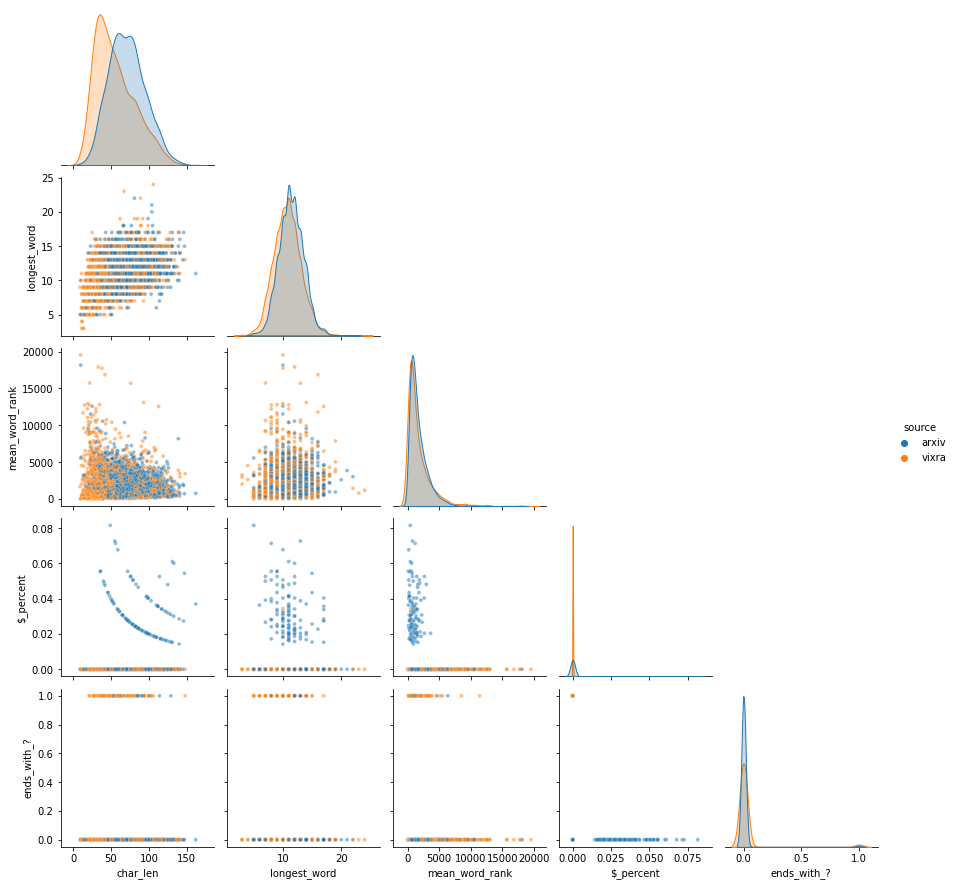 25
20
15
10
5
longest_word
20000
15000
10000
5000
0
mean_word_rank
source
arxiv
vixra
0.08
0.06
0.04
0.02
0.00
$_percent
1.0
0.8
0.6
0.4
0.2
0.0
ends_with_?
0 50 100 150
10 20
0 5000 10000 15000 20000
0.000 0.025 0.050 0.075
0.0 0.5 1.0
char_len longest_word mean_word_rank $_percent ends_with_?